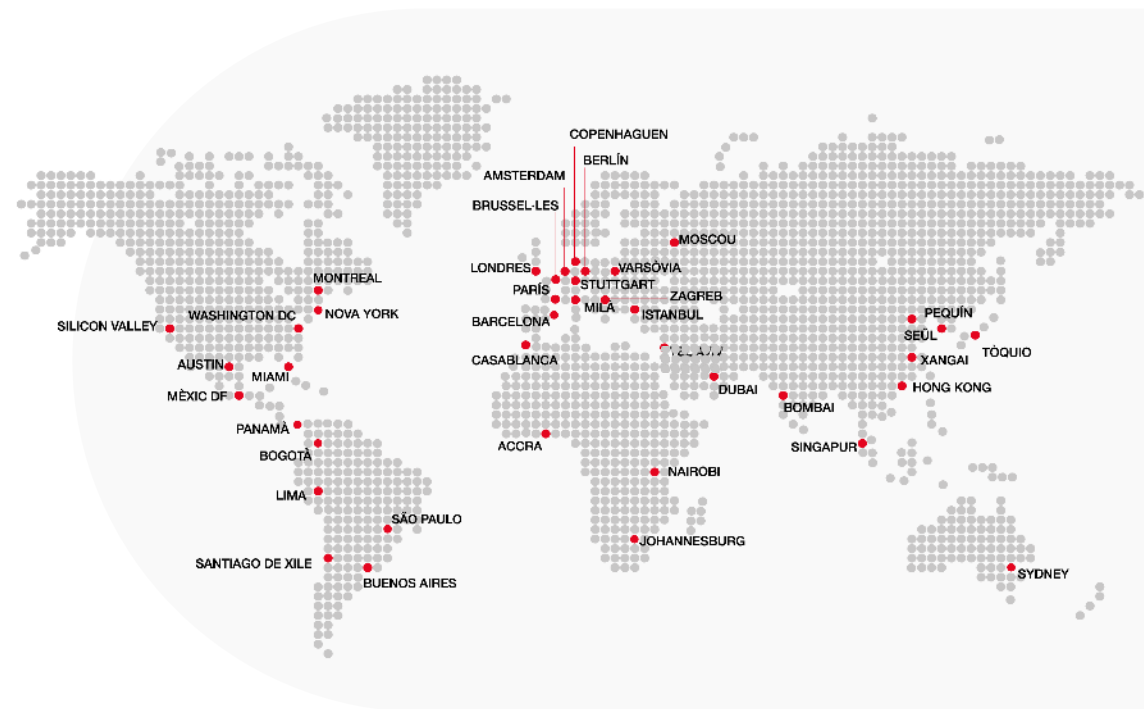 COPENHAGUEN
BERLÍN
AMSTERDAM
BRUSSEL·LES
MOSCOU
LONDRES
VARSÒVIA
STUTTGART
PARÍS
ZAGREB
MILÀ
ISTANBUL
BARCELONA
CASABLANCA
MONTREAL
WASHINGTON DC
NOVA YORK
SILICON VALLEY
AUSTIN
MIAMI
MÈXIC DF
PANAMÀ
BOGOTÀ
LIMA
SÃO PAULO
SANTIAGO DE XILE
BUENOS AIRES
ACCRA
NAIROBI
JOHANNESBURG
DUBAI
BOMBAI
SINGAPUR
PEQUÍN
SEÜL
TÒQUIO
XANGAI
HONG KONG
SYDNEY